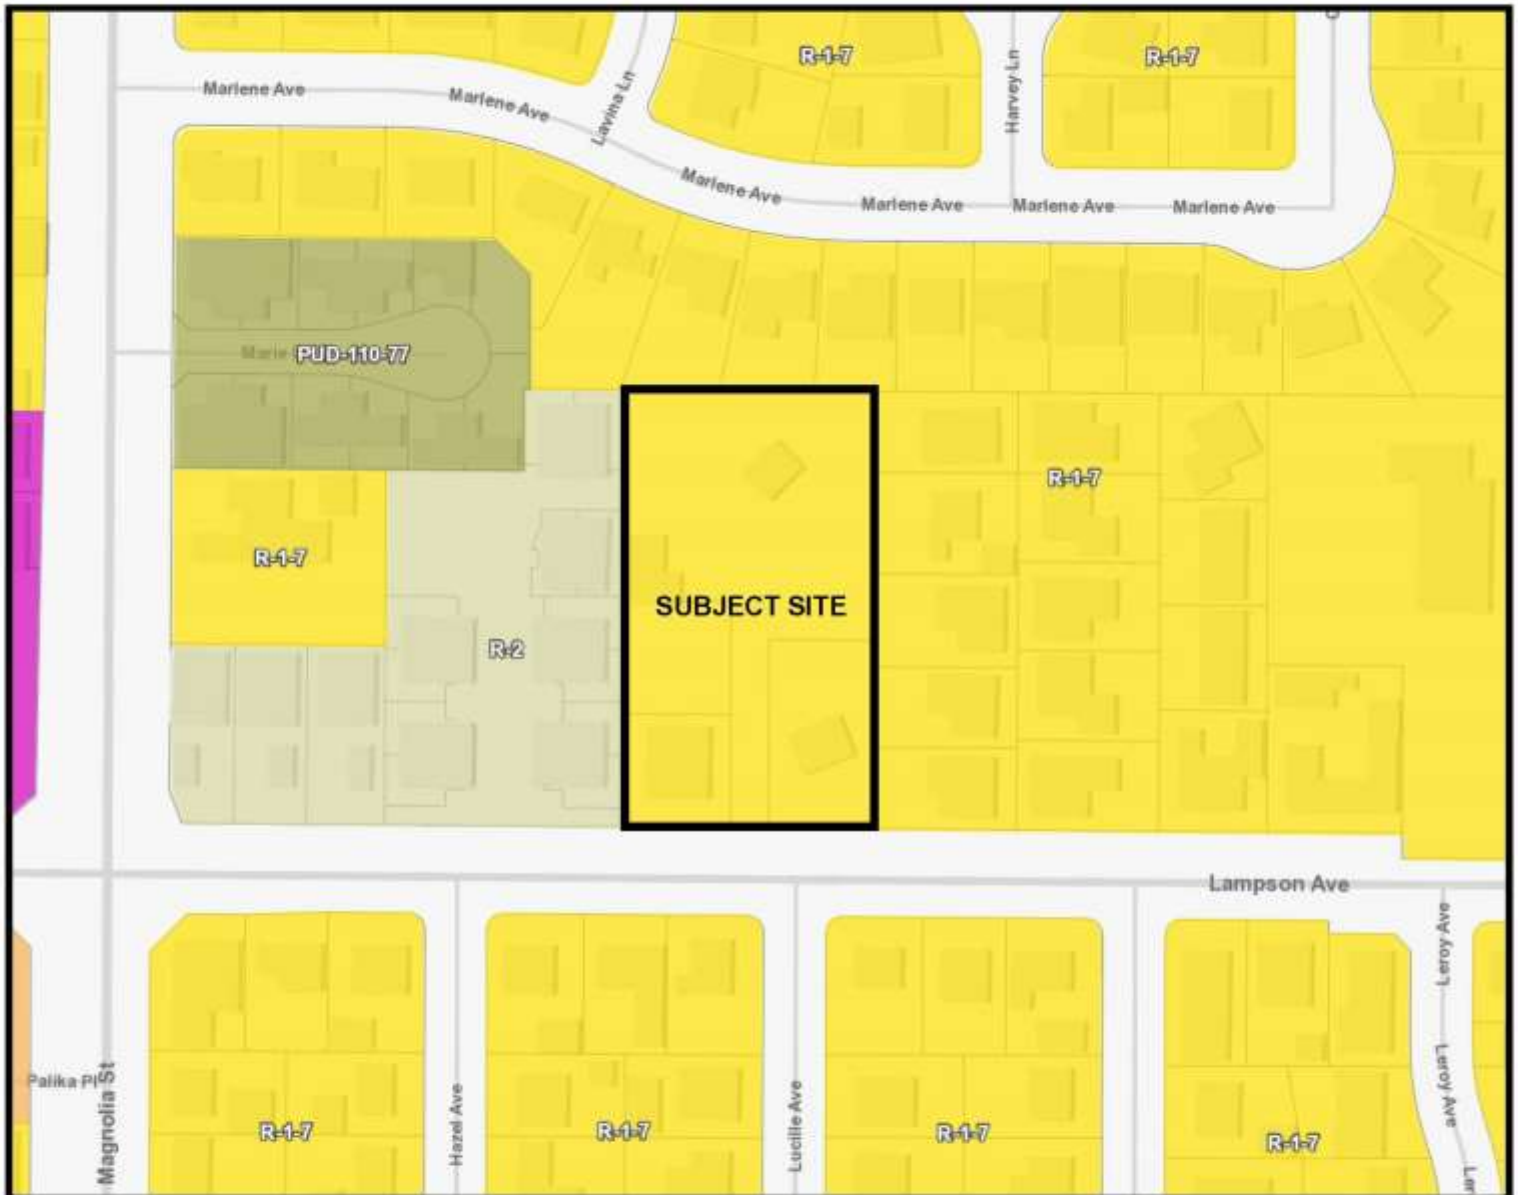 R-1-7
R-1-7
Marlene Ave
Marlene Ave
Lavina Ln
Harvey Ln
Marlene Ave
Marlene Ave
Marlene Ave
Marlene Ave
PUD-110-77
R-1-7
R-1-7
SUBJECT SITE
R-2
Lampson Ave
Leroy Ave
Palika Pl
Magnolia St
Hazel Ave
Lucille Ave
Leroy Ave
R-1-7
R-1-7
R-1-7
R-1-7